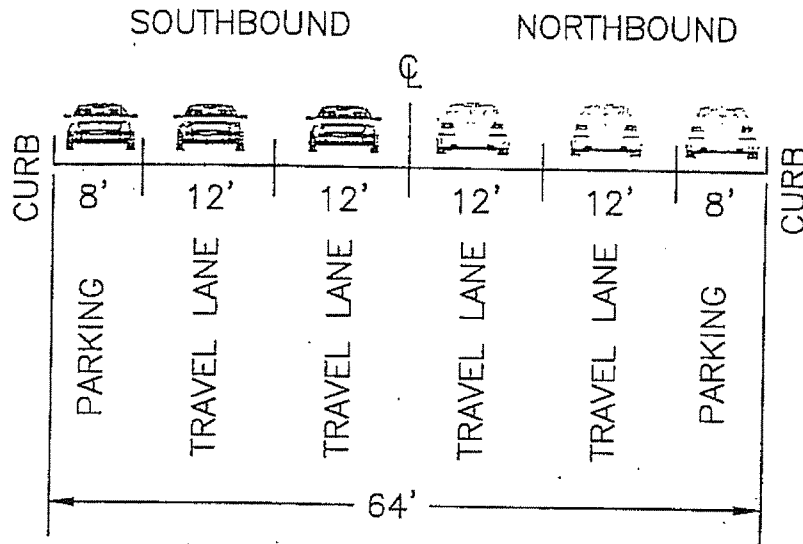 SOUTHBOUND NORTHBOUND
℄
CURB 8' 12' 12' 12' 12' 8' CURB
PARKING TRAVEL LANE TRAVEL LANE TRAVEL LANE TRAVEL LANE PARKING
64'